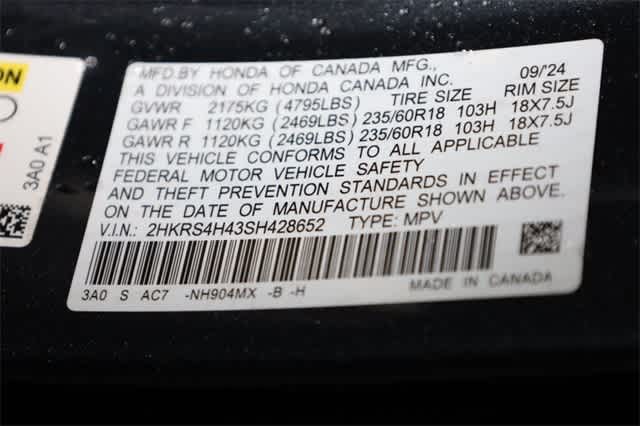 ON
3A0 A1
MFD.BY HONDA OF CANADA MFG., 09/'24
A DIVISION OF HONDA CANADA INC.
GVWR 2175KG (4795LBS) TIRE SIZE RIM SIZE
GAWR F 1120KG (2469LBS) 235/60R18 103H 18X7.5J
GAWR R 1120KG (2469LBS) 235/60R18 103H 18X7.5J
THIS VEHICLE CONFORMS TO ALL APPLICABLE
FEDERAL MOTOR VEHICLE SAFETY
AND THEFT PREVENTION STANDARDS IN EFFECT
ON THE DATE OF MANUFACTURE SHOWN ABOVE.
V.I.N.: 2HKRS4H43SH428652 TYPE: MPV
3A0 S AC7 -NH904MX -B -H MADE IN CANADA